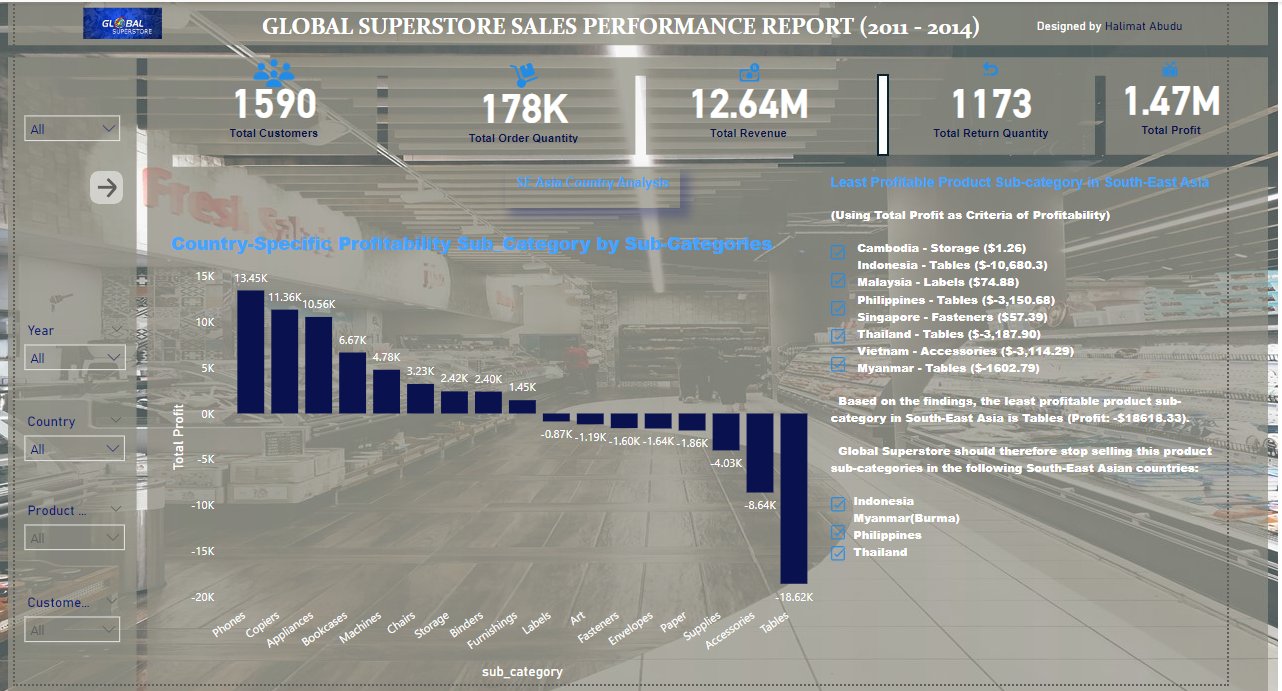 GLOBAL
SUPERSTORE
GLOBAL SUPERSTORE SALES PERFORMANCE REPORT (2011 - 2014)
Designed by Halimat Abudu
1590
Total Customers
178K
Total Order Quantity
12.64M
Total Revenue
1173
Total Return Quantity
1.47M
Total Profit
All
Fresh
SE Asia Country Analysis
Country-Specific Profitability Sub_Category by Sub-Categories
Year
All
Country
All
Product ...
All
Custome...
All
Total Profit
15K
10K
5K
0K
-5K
-10K
-15K
-20K
13.45K
11.36K
10.56K
6.67K
4.78K
3.23K
2.42K
2.40K
1.45K
-0.87K
-1.19K
-1.60K
-1.64K
-1.86K
-4.03K
-8.64K
-18.62K
Phones
Copiers
Appliances
Bookcases
Machines
Chairs
Storage
Binders
Furnishings
Labels
Art
Fasteners
Envelopes
Paper
Supplies
Accessories
Tables
sub_category
Least Profitable Product Sub-category in South-East Asia
(Using Total Profit as Criteria of Profitability)
Cambodia - Storage ($1.26)
Indonesia - Tables ($-10,680.3)
Malaysia - Labels ($74.88)
Philippines - Tables ($-3,150.68)
Singapore - Fasteners ($57.39)
Thailand - Tables ($-3,187.90)
Vietnam - Accessories ($-3,114.29)
Myanmar - Tables ($-1602.79)
Based on the findings, the least profitable product sub-
category in South-East Asia is Tables (Profit: -$18618.33).
Global Superstore should therefore stop selling this product
sub-categories in the following South-East Asian countries:
Indonesia
Myanmar(Burma)
Philippines
Thailand